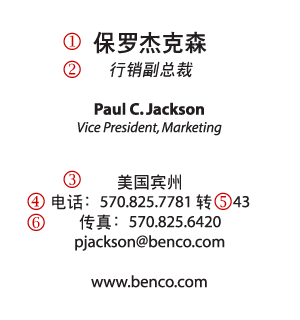 ① 保罗杰克森
② 行销副总裁
Paul C. Jackson
Vice President, Marketing
③ 美国宾州
④ 电话：570.825.7781 转⑤43
⑥ 传真：570.825.6420
pjackson@benco.com
www.benco.com